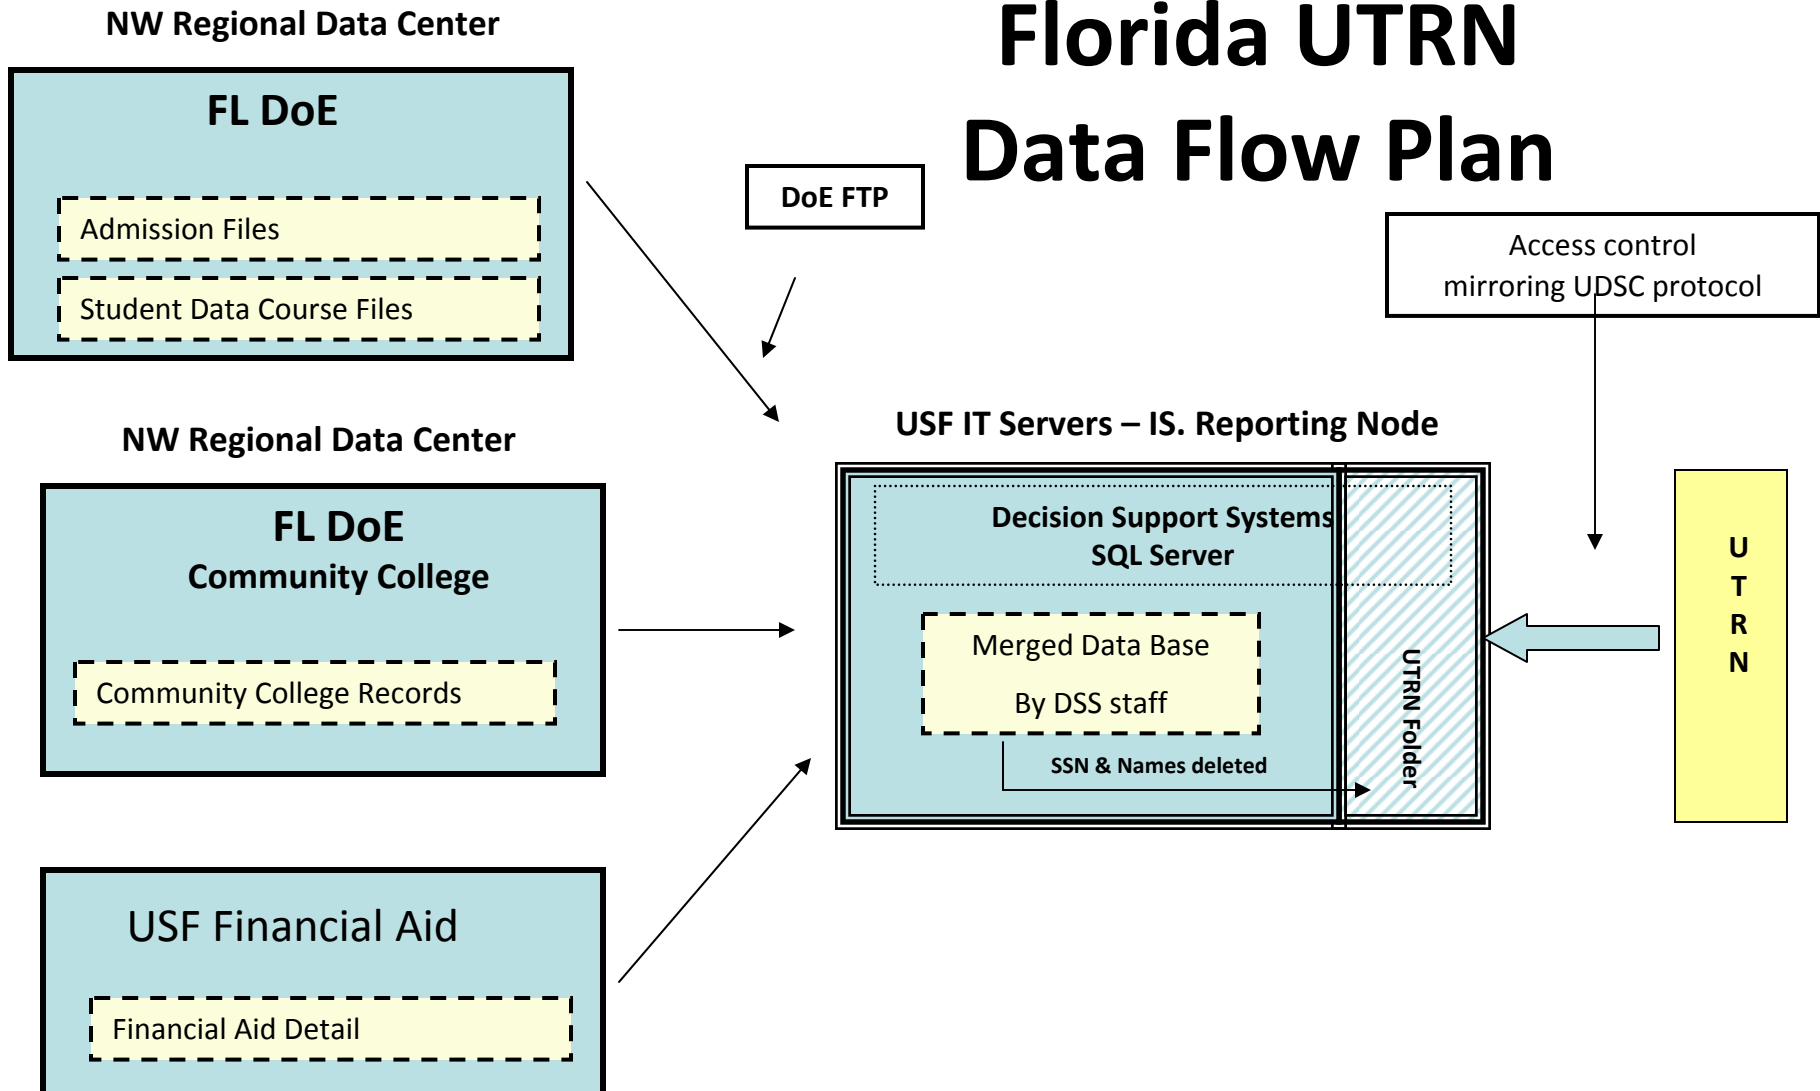 Florida UTRN
Data Flow Plan
NW Regional Data Center
FL DoE
Admission Files
Student Data Course Files
DoE FTP
Access control
mirroring UDSC protocol
NW Regional Data Center
FL DoE
Community College
Community College Records
USF IT Servers – IS. Reporting Node
Decision Support Systems
SQL Server
Merged Data Base
By DSS staff
SSN & Names deleted
UTRN Folder
U
T
R
N
USF Financial Aid
Financial Aid Detail